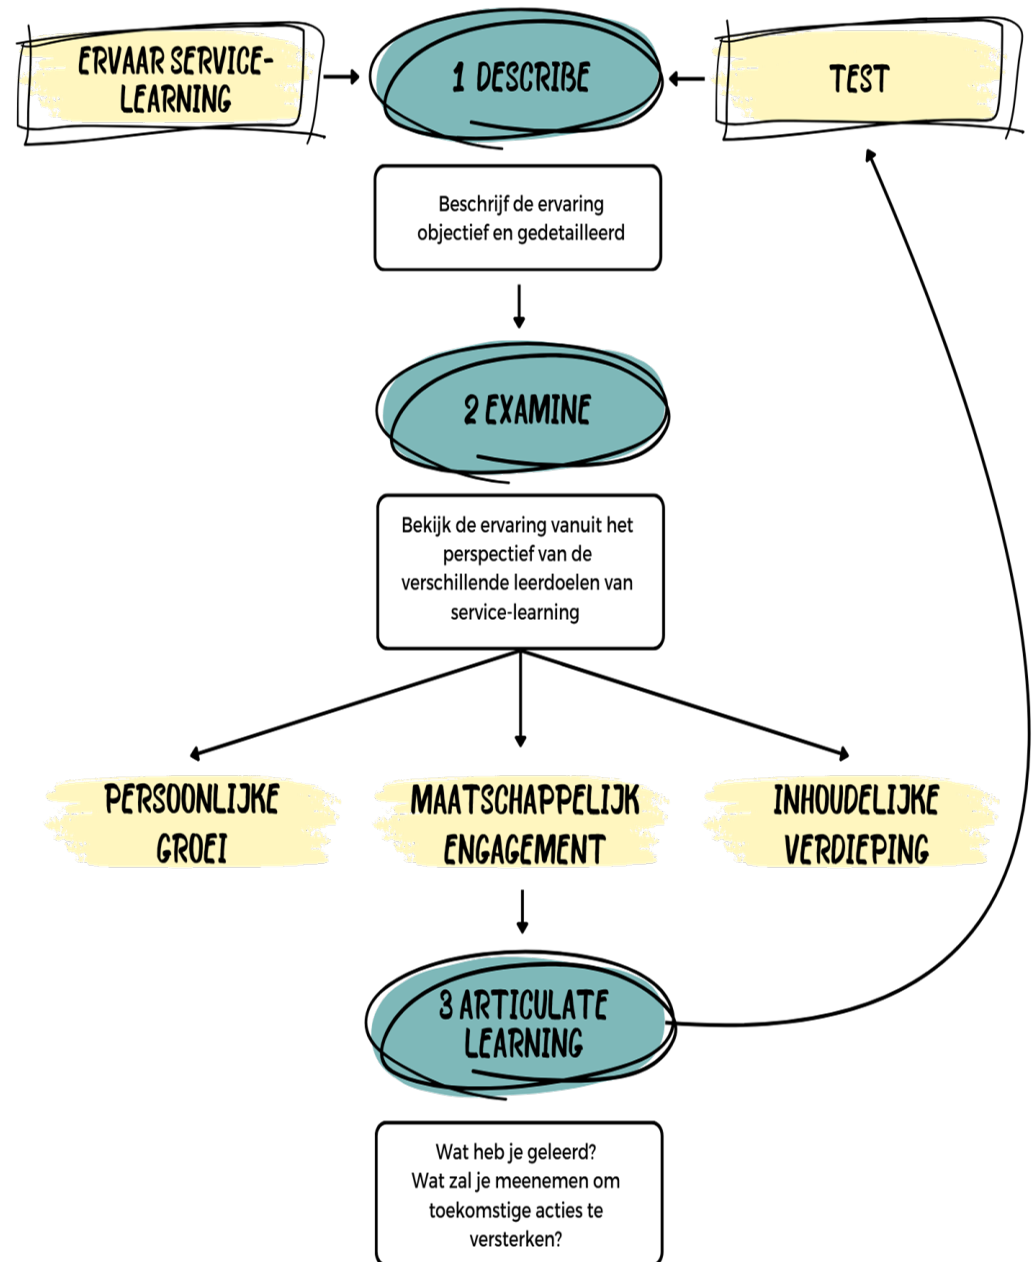 ERVAAR SERVICE-
LEARNING
1 DESCRIBE
TEST
Beschrijf de ervaring
objectief en gedetailleerd
2 EXAMINE
Bekijk de ervaring vanuit het
perspectief van de
verschillende leerdoelen van
service-learning
PERSOONLIJKE
GROEI
MAATSCHAPPELIJK
ENGAGEMENT
INHOUDELIJKE
VERDIEPING
3 ARTICULATE
LEARNING
Wat heb je geleerd?
Wat zal je meenemen om
toekomstige acties te
versterken?